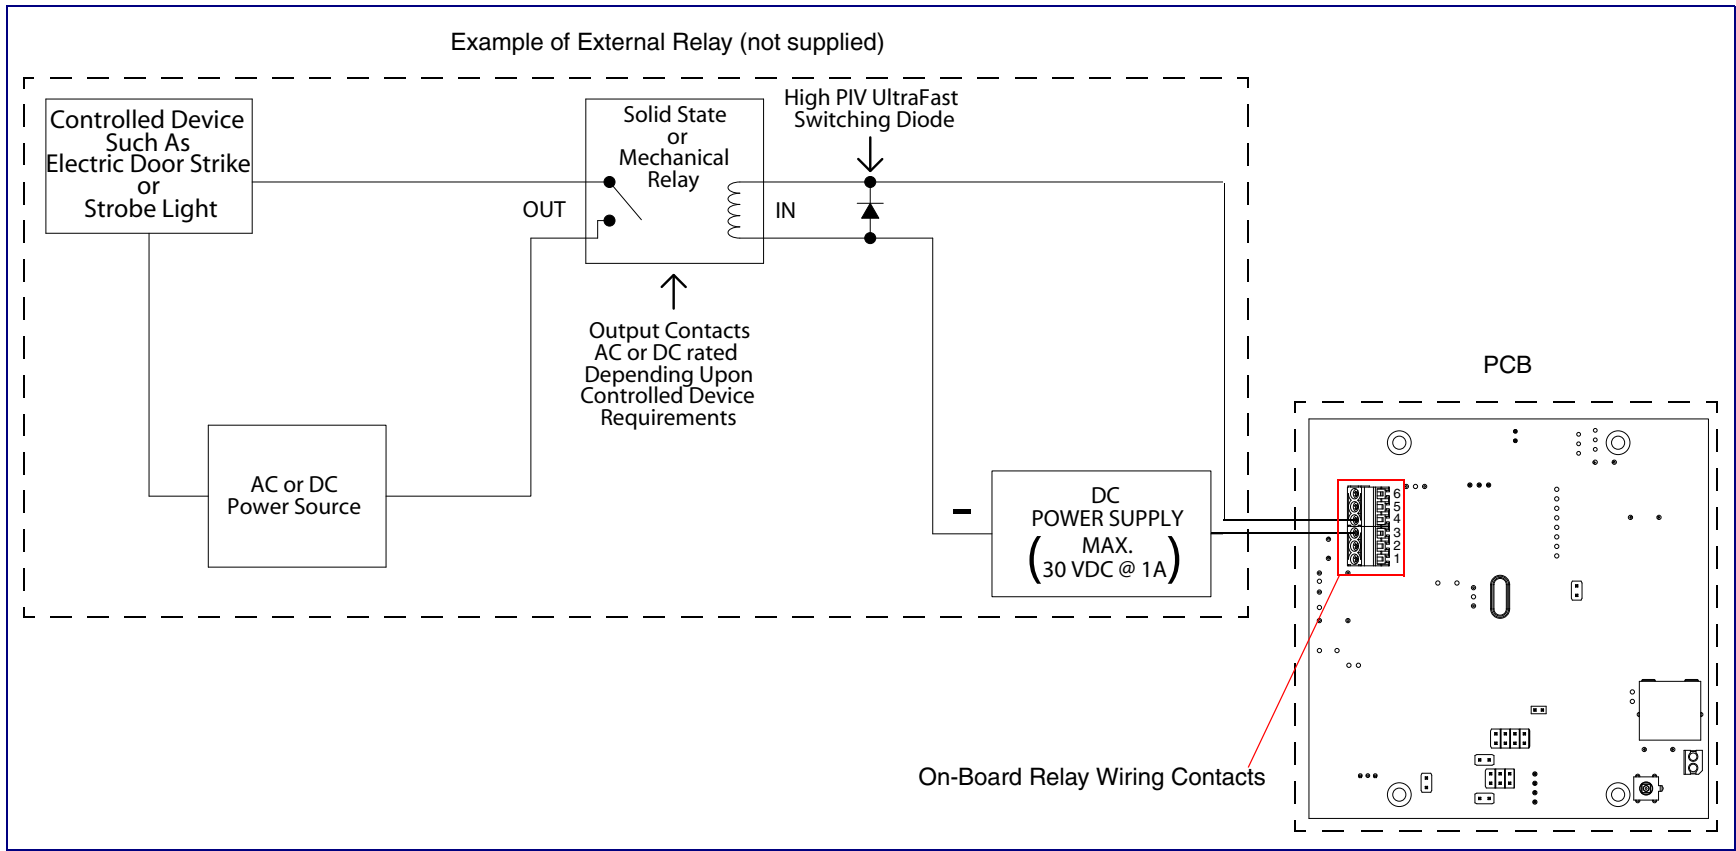 Example of External Relay (not supplied)
Controlled Device
Such As
Electric Door Strike
or
Strobe Light
Solid State
or
Mechanical
Relay
High PIV UltraFast
Switching Diode
OUT
IN
Output Contacts
AC or DC rated
Depending Upon
Controlled Device
Requirements
AC or DC
Power Source
–
DC
POWER SUPPLY
(MAX.
30 VDC @ 1A)
PCB
6
5
4
3
2
1
On-Board Relay Wiring Contacts